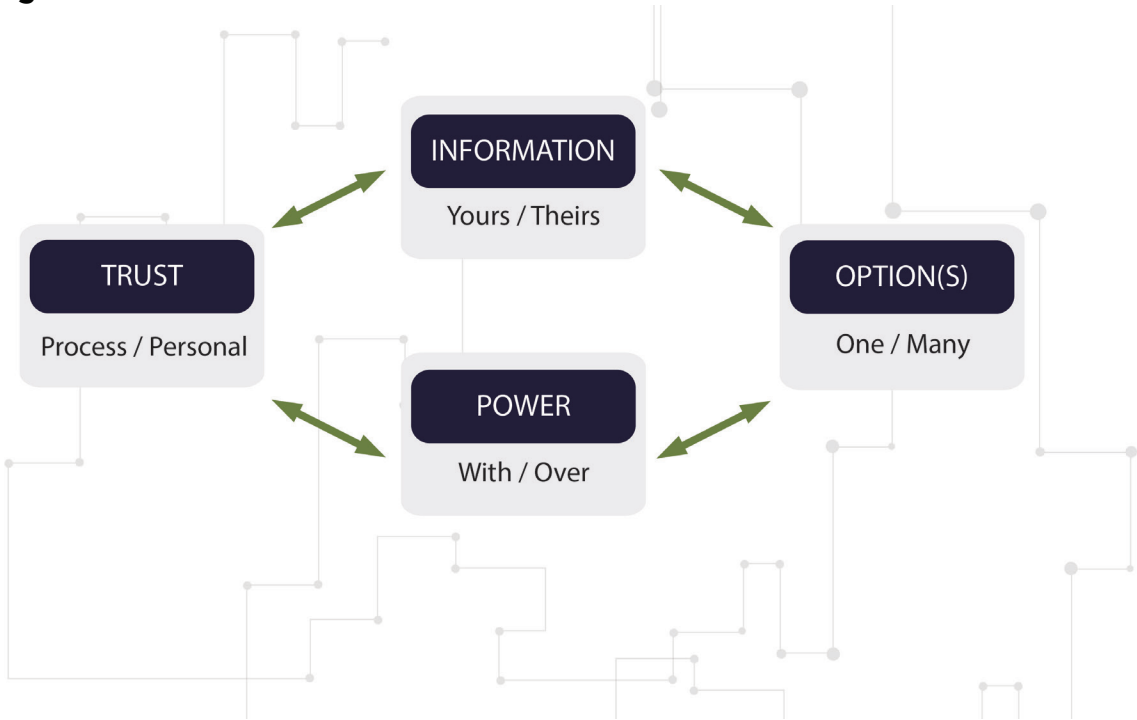 INFORMATION
Yours / Theirs
TRUST
Process / Personal
OPTION(S)
One / Many
POWER
With / Over